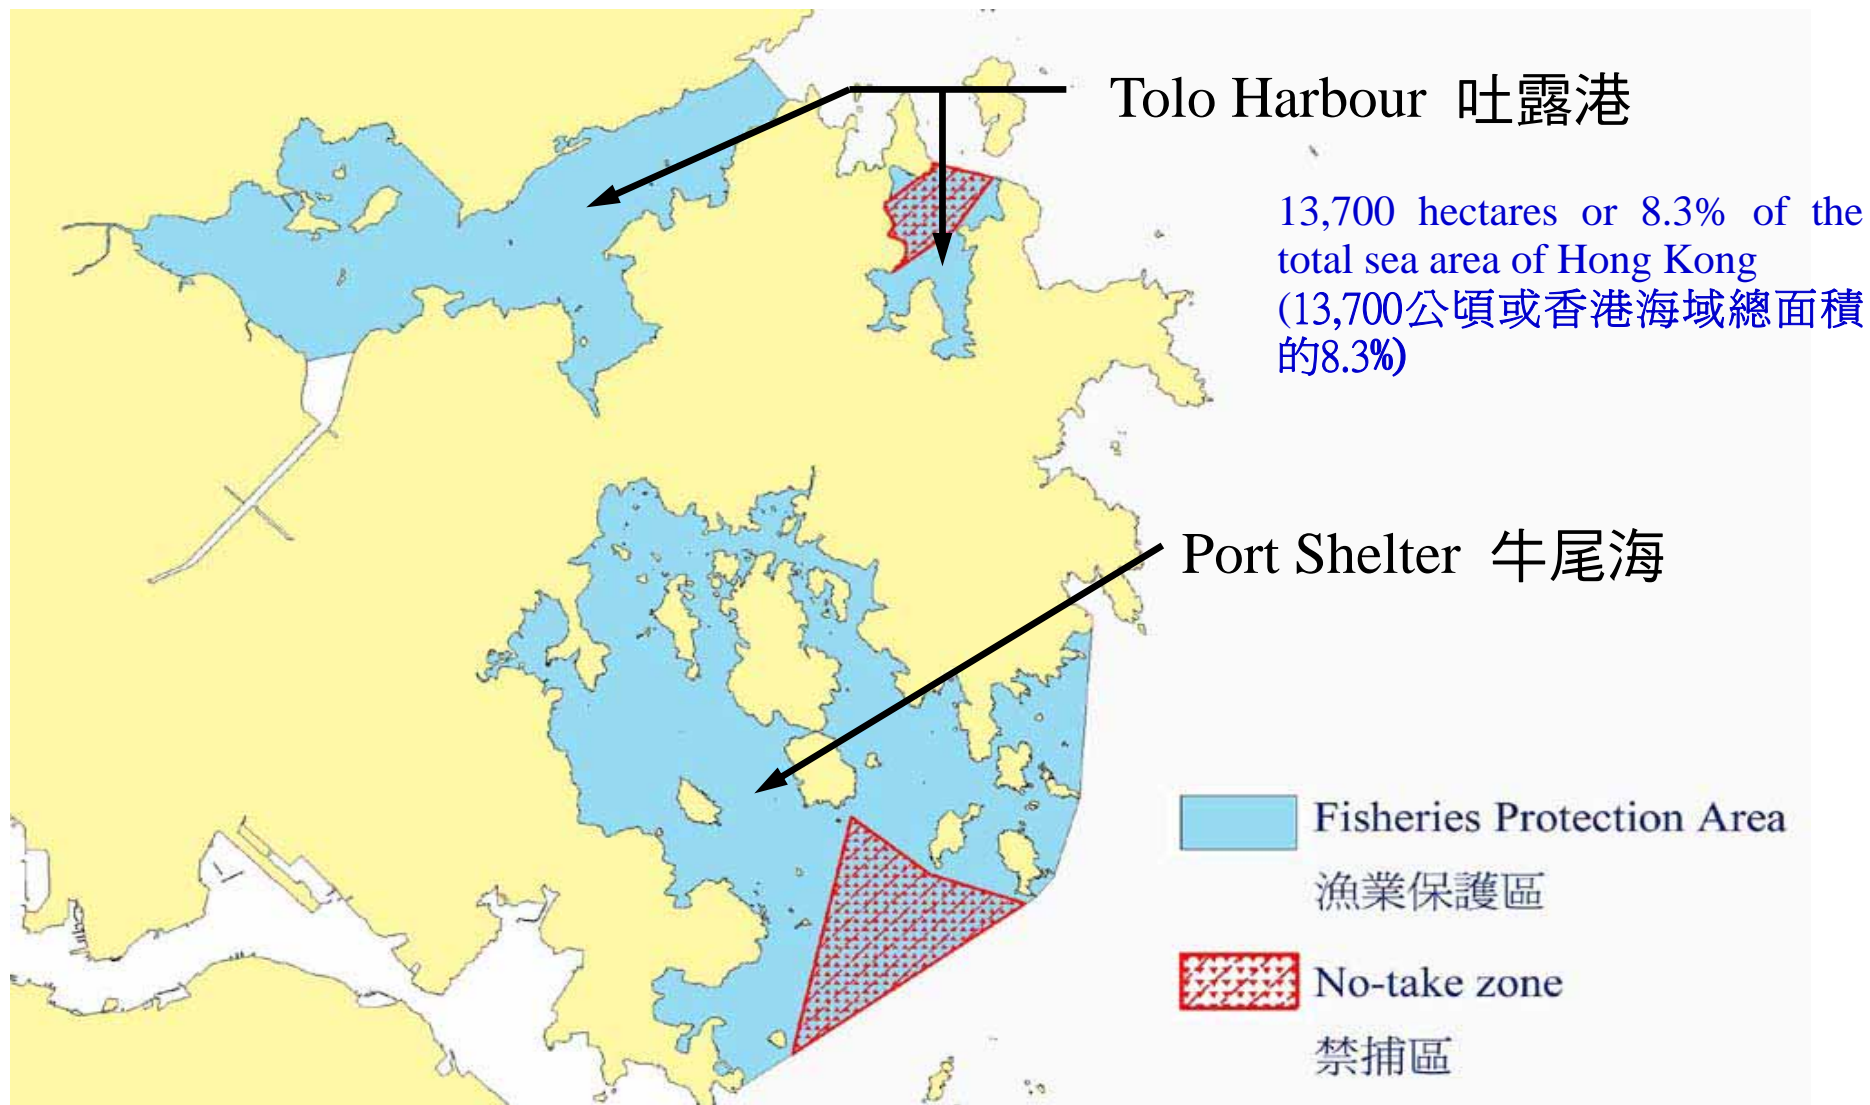 Tolo Harbour 吐露港
13,700 hectares or 8.3% of the
total sea area of Hong Kong
(13,700公頃或香港海域總面積
的8.3%)
Port Shelter 牛尾海
Fisheries Protection Area
漁業保護區
No-take zone
禁捕區